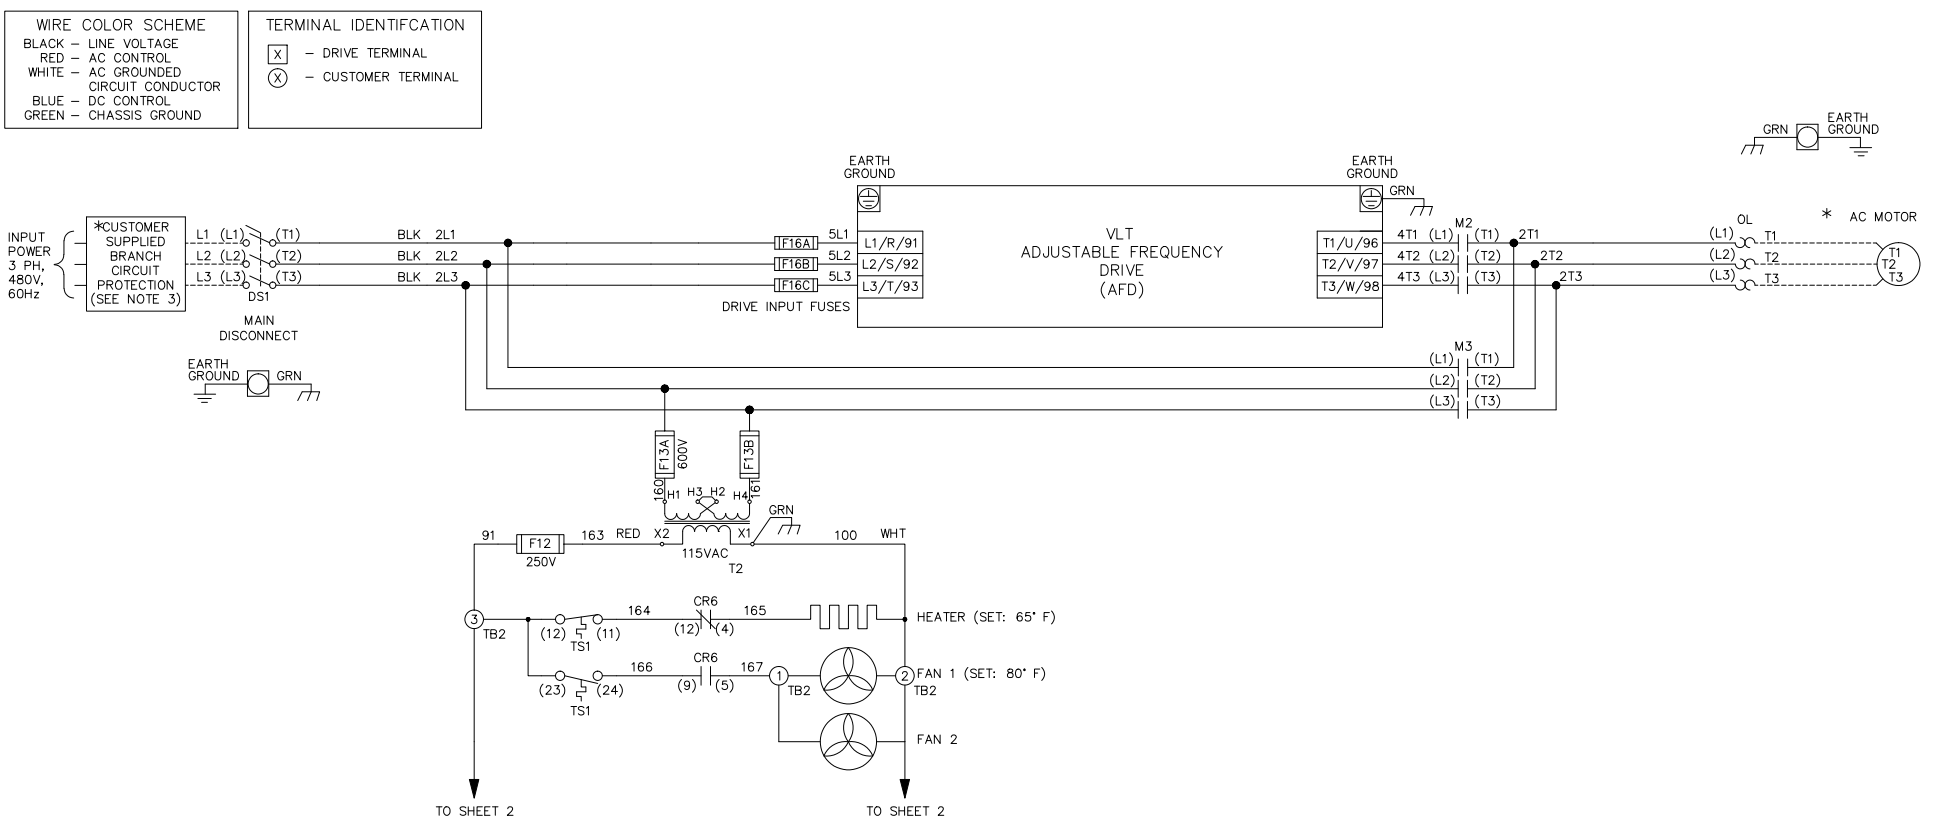 WIRE COLOR SCHEME
BLACK – LINE VOLTAGE
RED – AC CONTROL
WHITE – AC GROUNDED
CIRCUIT CONDUCTOR
BLUE – DC CONTROL
GREEN – CHASSIS GROUND
TERMINAL IDENTIFCATION
X – DRIVE TERMINAL
X – CUSTOMER TERMINAL
INPUT
POWER
3 PH,
480V,
60Hz
*CUSTOMER
SUPPLIED
BRANCH
CIRCUIT
PROTECTION
(SEE NOTE 3)
L1 (L1) (T1) BLK 2L1
L2 (L2) (T2) BLK 2L2
L3 (L3) (T3) BLK 2L3
DS1
MAIN
DISCONNECT
EARTH
GROUND
GRN
F16A 5L1
F16B 5L2
F16C 5L3
DRIVE INPUT FUSES
EARTH
GROUND
L1/R/91
L2/S/92
L3/T/93
VLT
ADJUSTABLE FREQUENCY
DRIVE
(AFD)
EARTH
GROUND
GRN
T1/U/96
T2/V/97
T3/W/98
M2
4T1 (L1) (T1) 2T1
4T2 (L2) (T2) 2T2
4T3 (L3) (T3) 2T3
M3
(L1) (T1)
(L2) (T2)
(L3) (T3)
GRN
EARTH
GROUND
OL
(L1) T1
(L2) T2
(L3) T3
* AC MOTOR
T1
T2
T3
F13A
600V
F13B
160
161
H1 H3 H2 H4
GRN
91
F12
250V
163 RED X2 X1
115VAC
T2
100 WHT
3
TB2
(12) (11)
TS1
164
CR6
(12) (4)
165
HEATER (SET: 65° F)
(23) (24)
TS1
166
CR6
(9) (5)
167
1
TB2
2
TB2
FAN 1 (SET: 80° F)
FAN 2
TO SHEET 2
TO SHEET 2